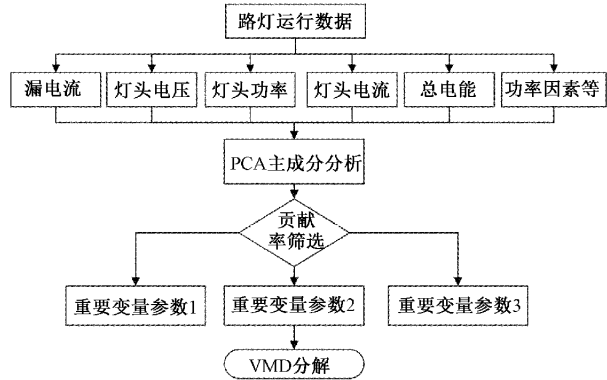 路灯运行数据
漏电流
灯头电压
灯头功率
灯头电流
总电能
功率因素等
PCA主成分分析
贡献
率筛选
重要变量参数1
重要变量参数2
重要变量参数3
VMD分解